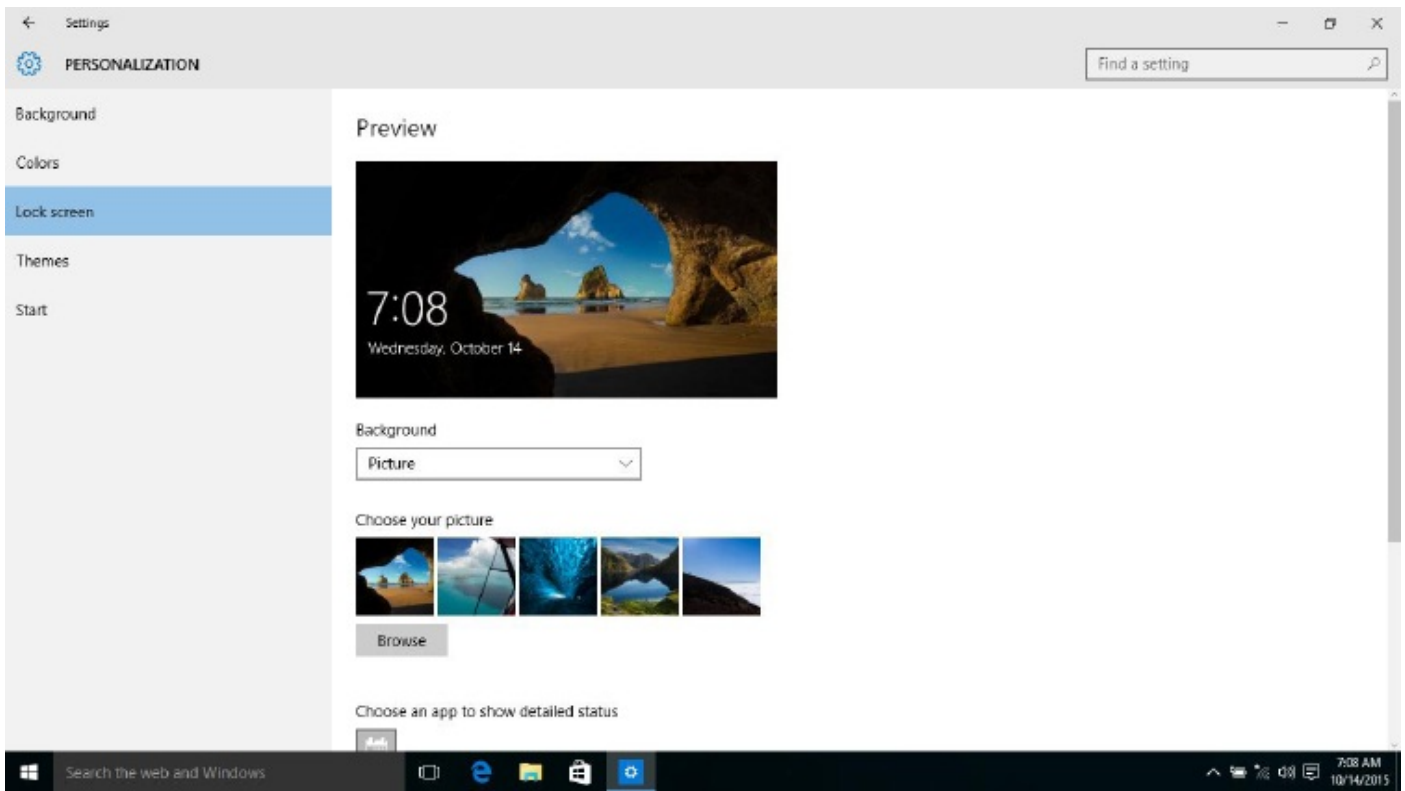 Settings
PERSONALIZATION
Find a setting
Background
Colors
Lock screen
Themes
Start
Preview
7:08
Wednesday, October 14
Background
Picture
Choose your picture
Browse
Choose an app to show detailed status
Search the web and Windows
7:08 AM
10/14/2015